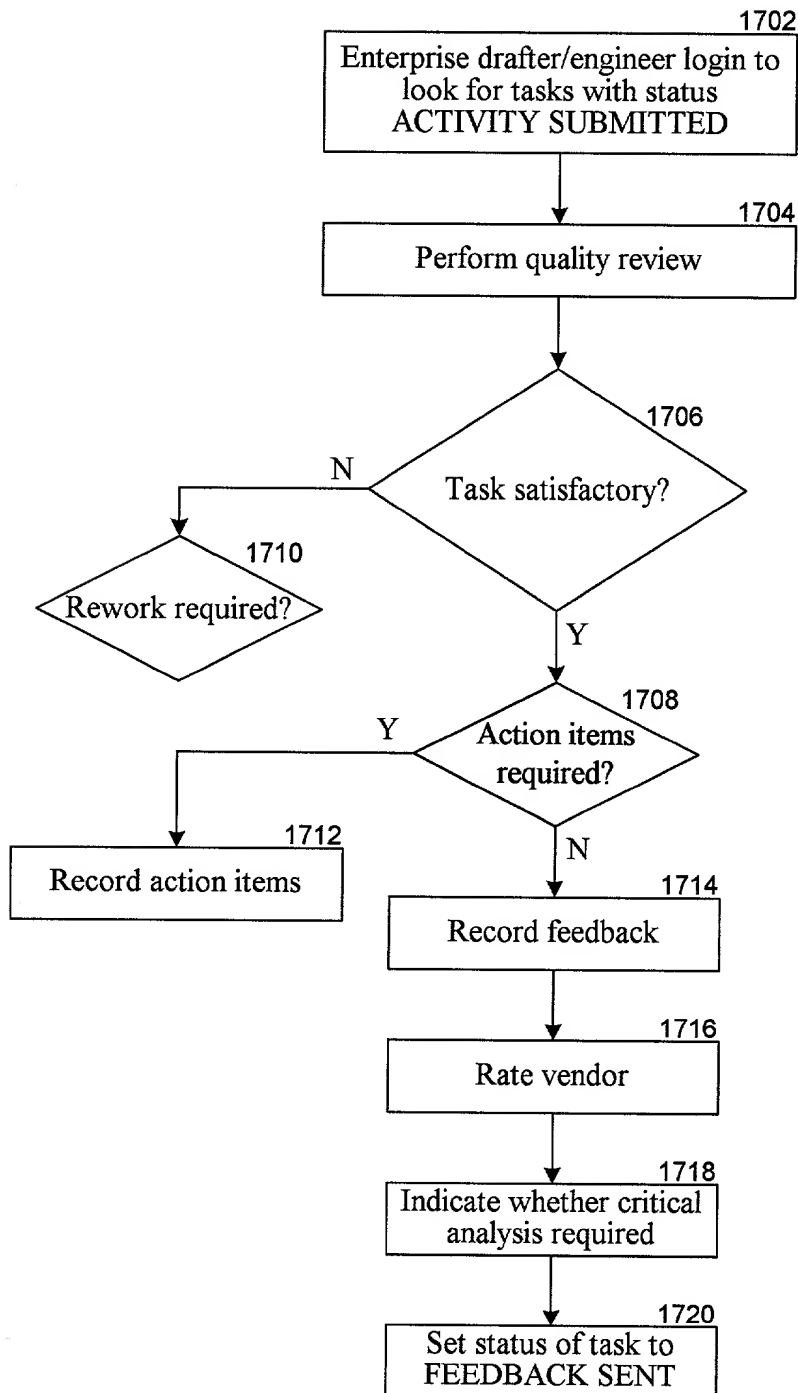 1702
Enterprise drafter/engineer login to
look for tasks with status
ACTIVITY SUBMITTED
1704
Perform quality review
1706
Task satisfactory?
N
1710
Rework required?
Y
1708
Action items
required?
Y
1712
Record action items
N
1714
Record feedback
1716
Rate vendor
1718
Indicate whether critical
analysis required
1720
Set status of task to
FEEDBACK SENT